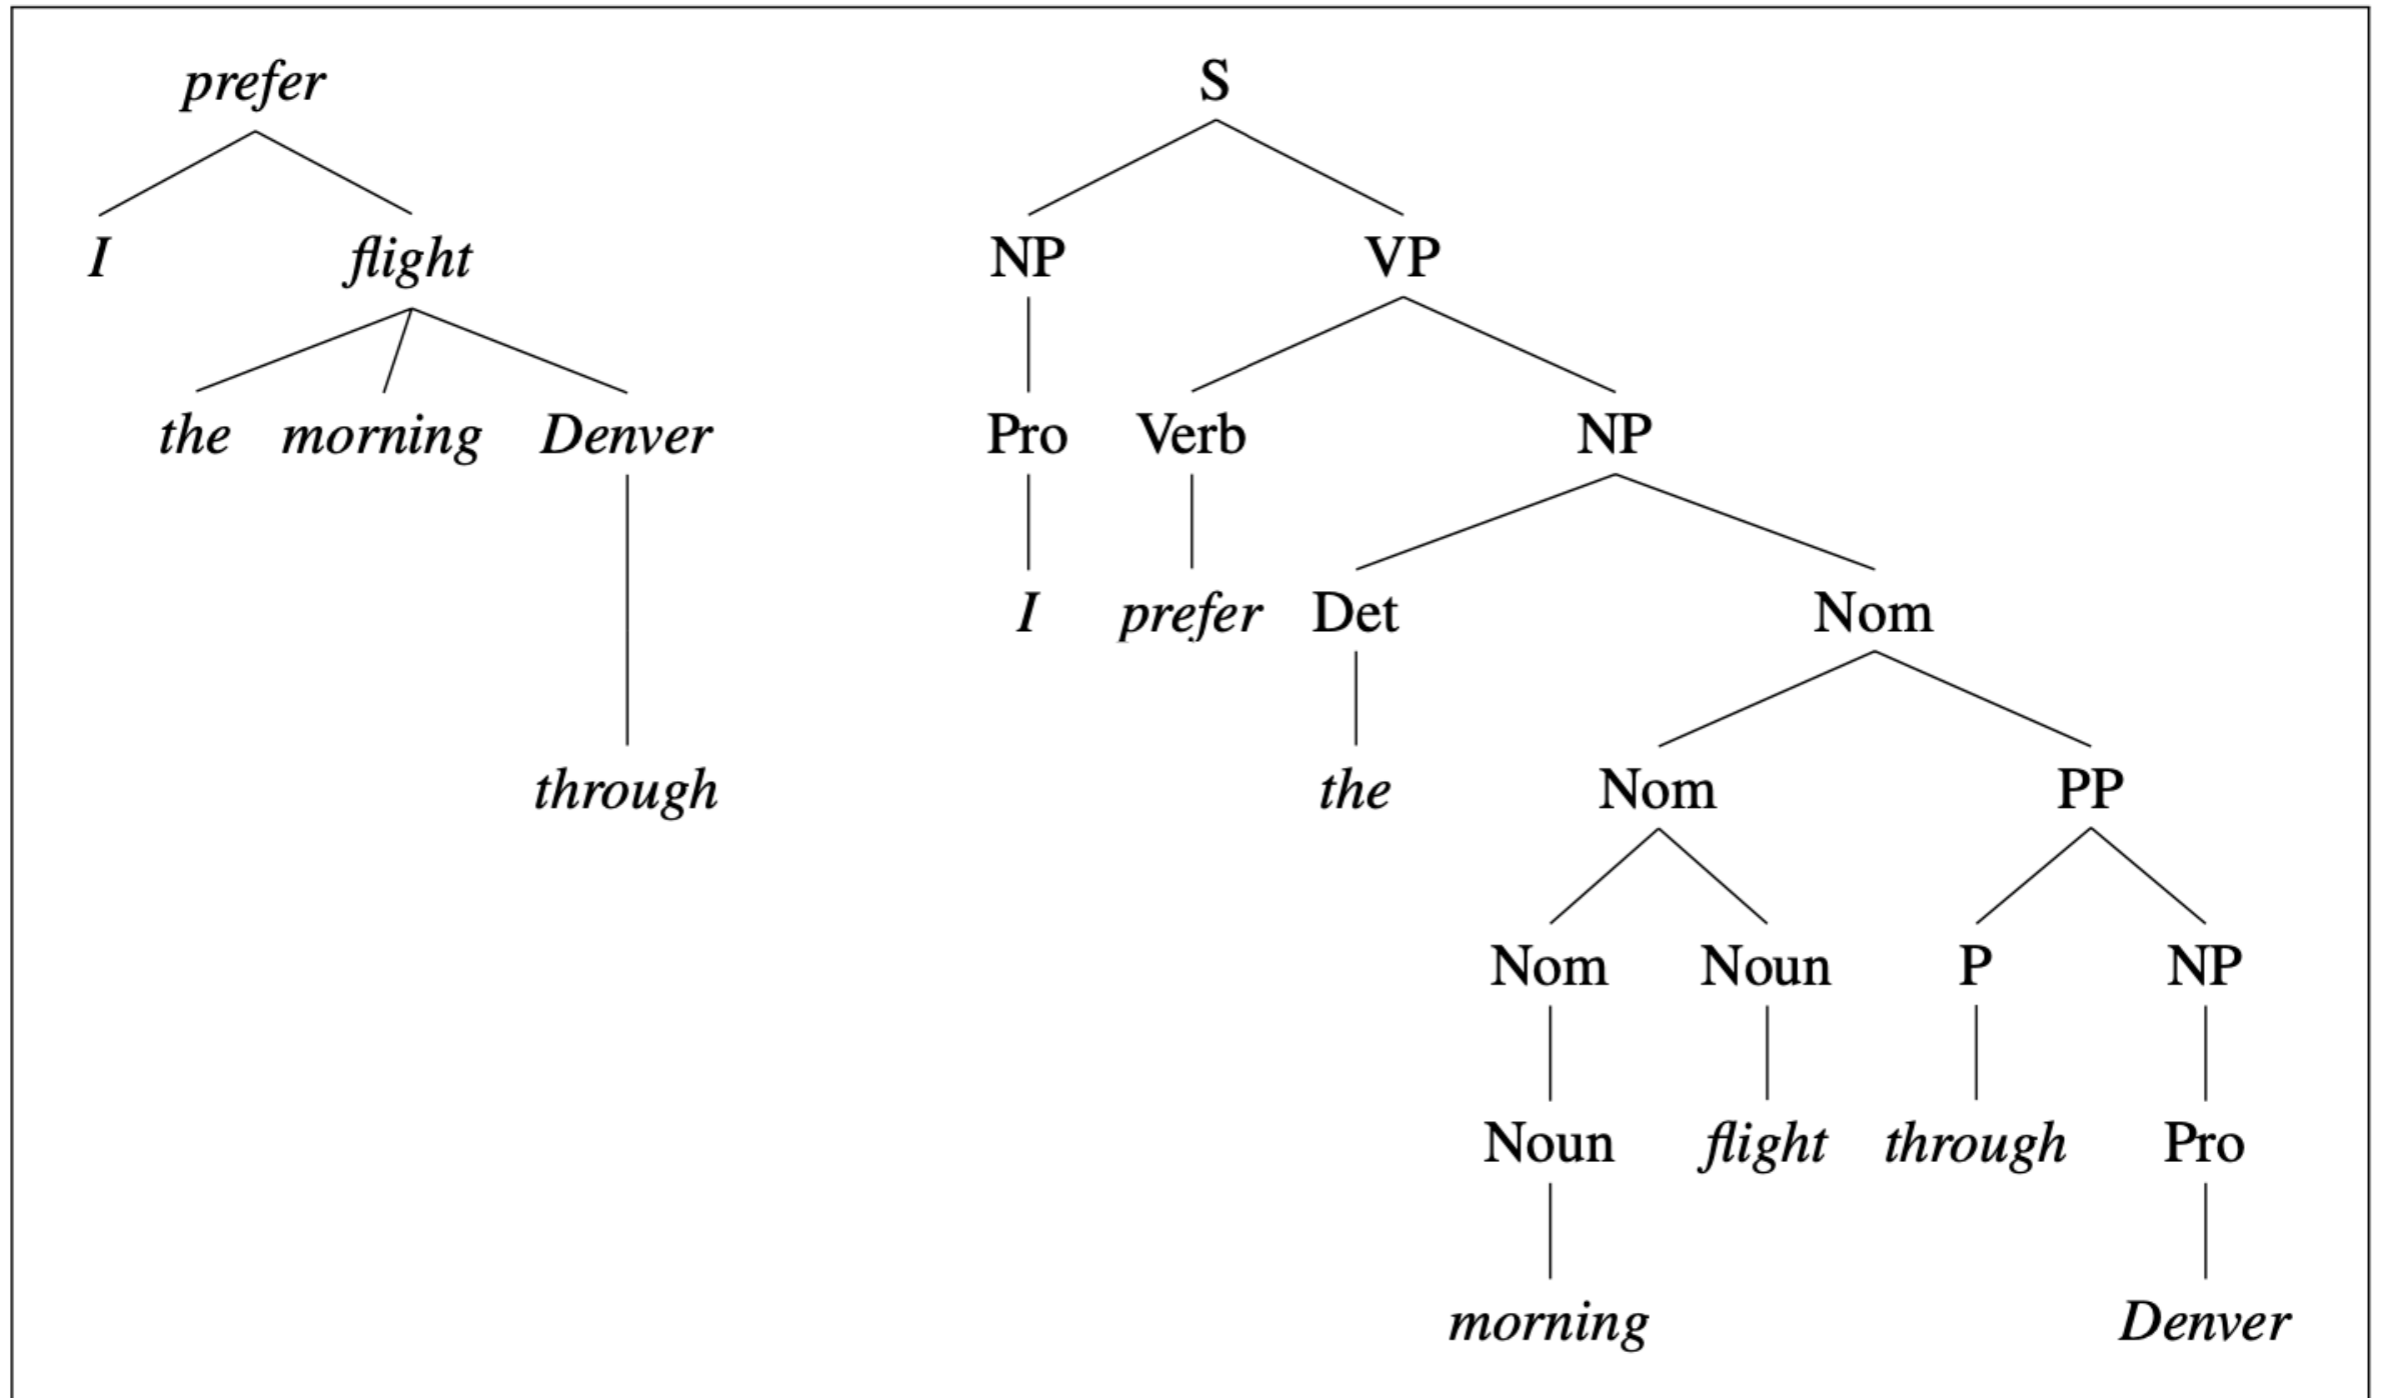 prefer S
I flight NP VP
the morning Denver Pro Verb NP
I prefer Det Nom
through the Nom PP
Nom Noun P NP
Noun flight through Pro
morning Denver